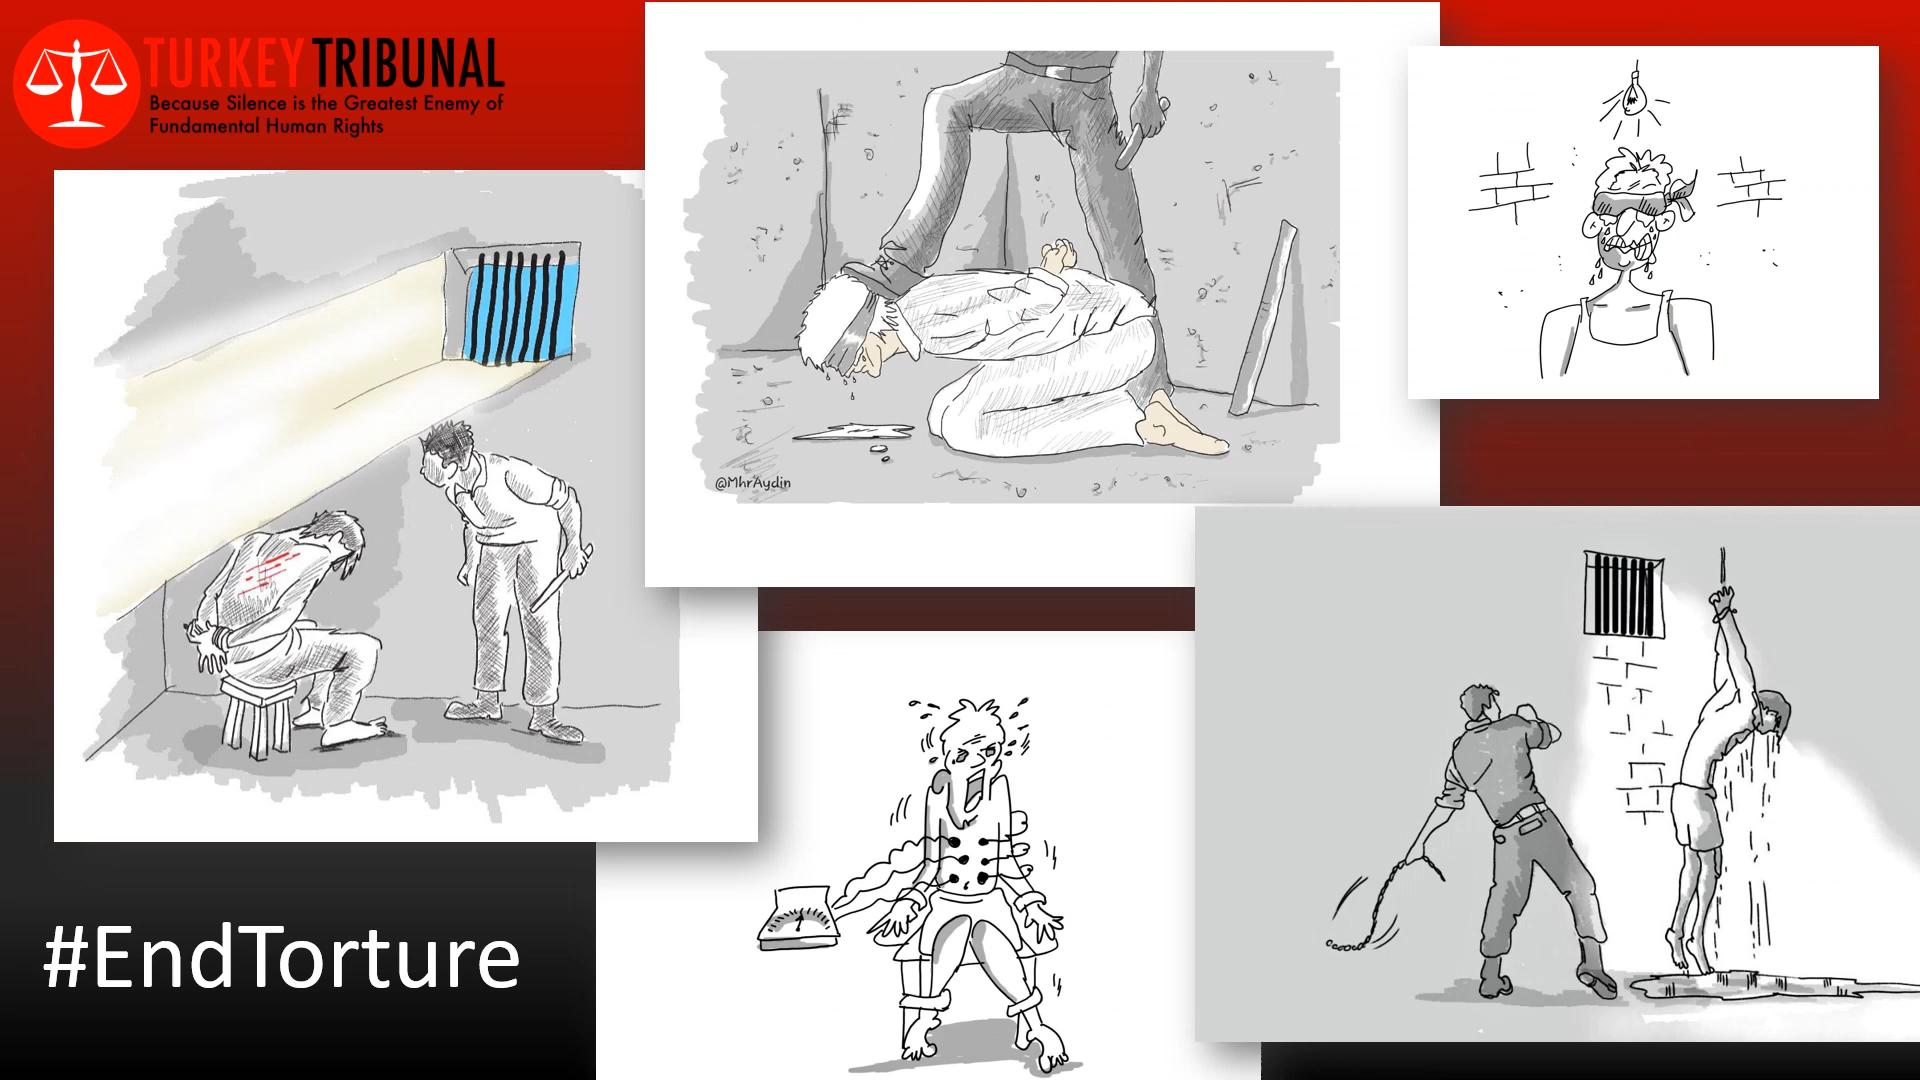 TURKEY TRIBUNAL
Because Silence is the Greatest Enemy of
Fundamental Human Rights
@MhrAydin
#EndTorture